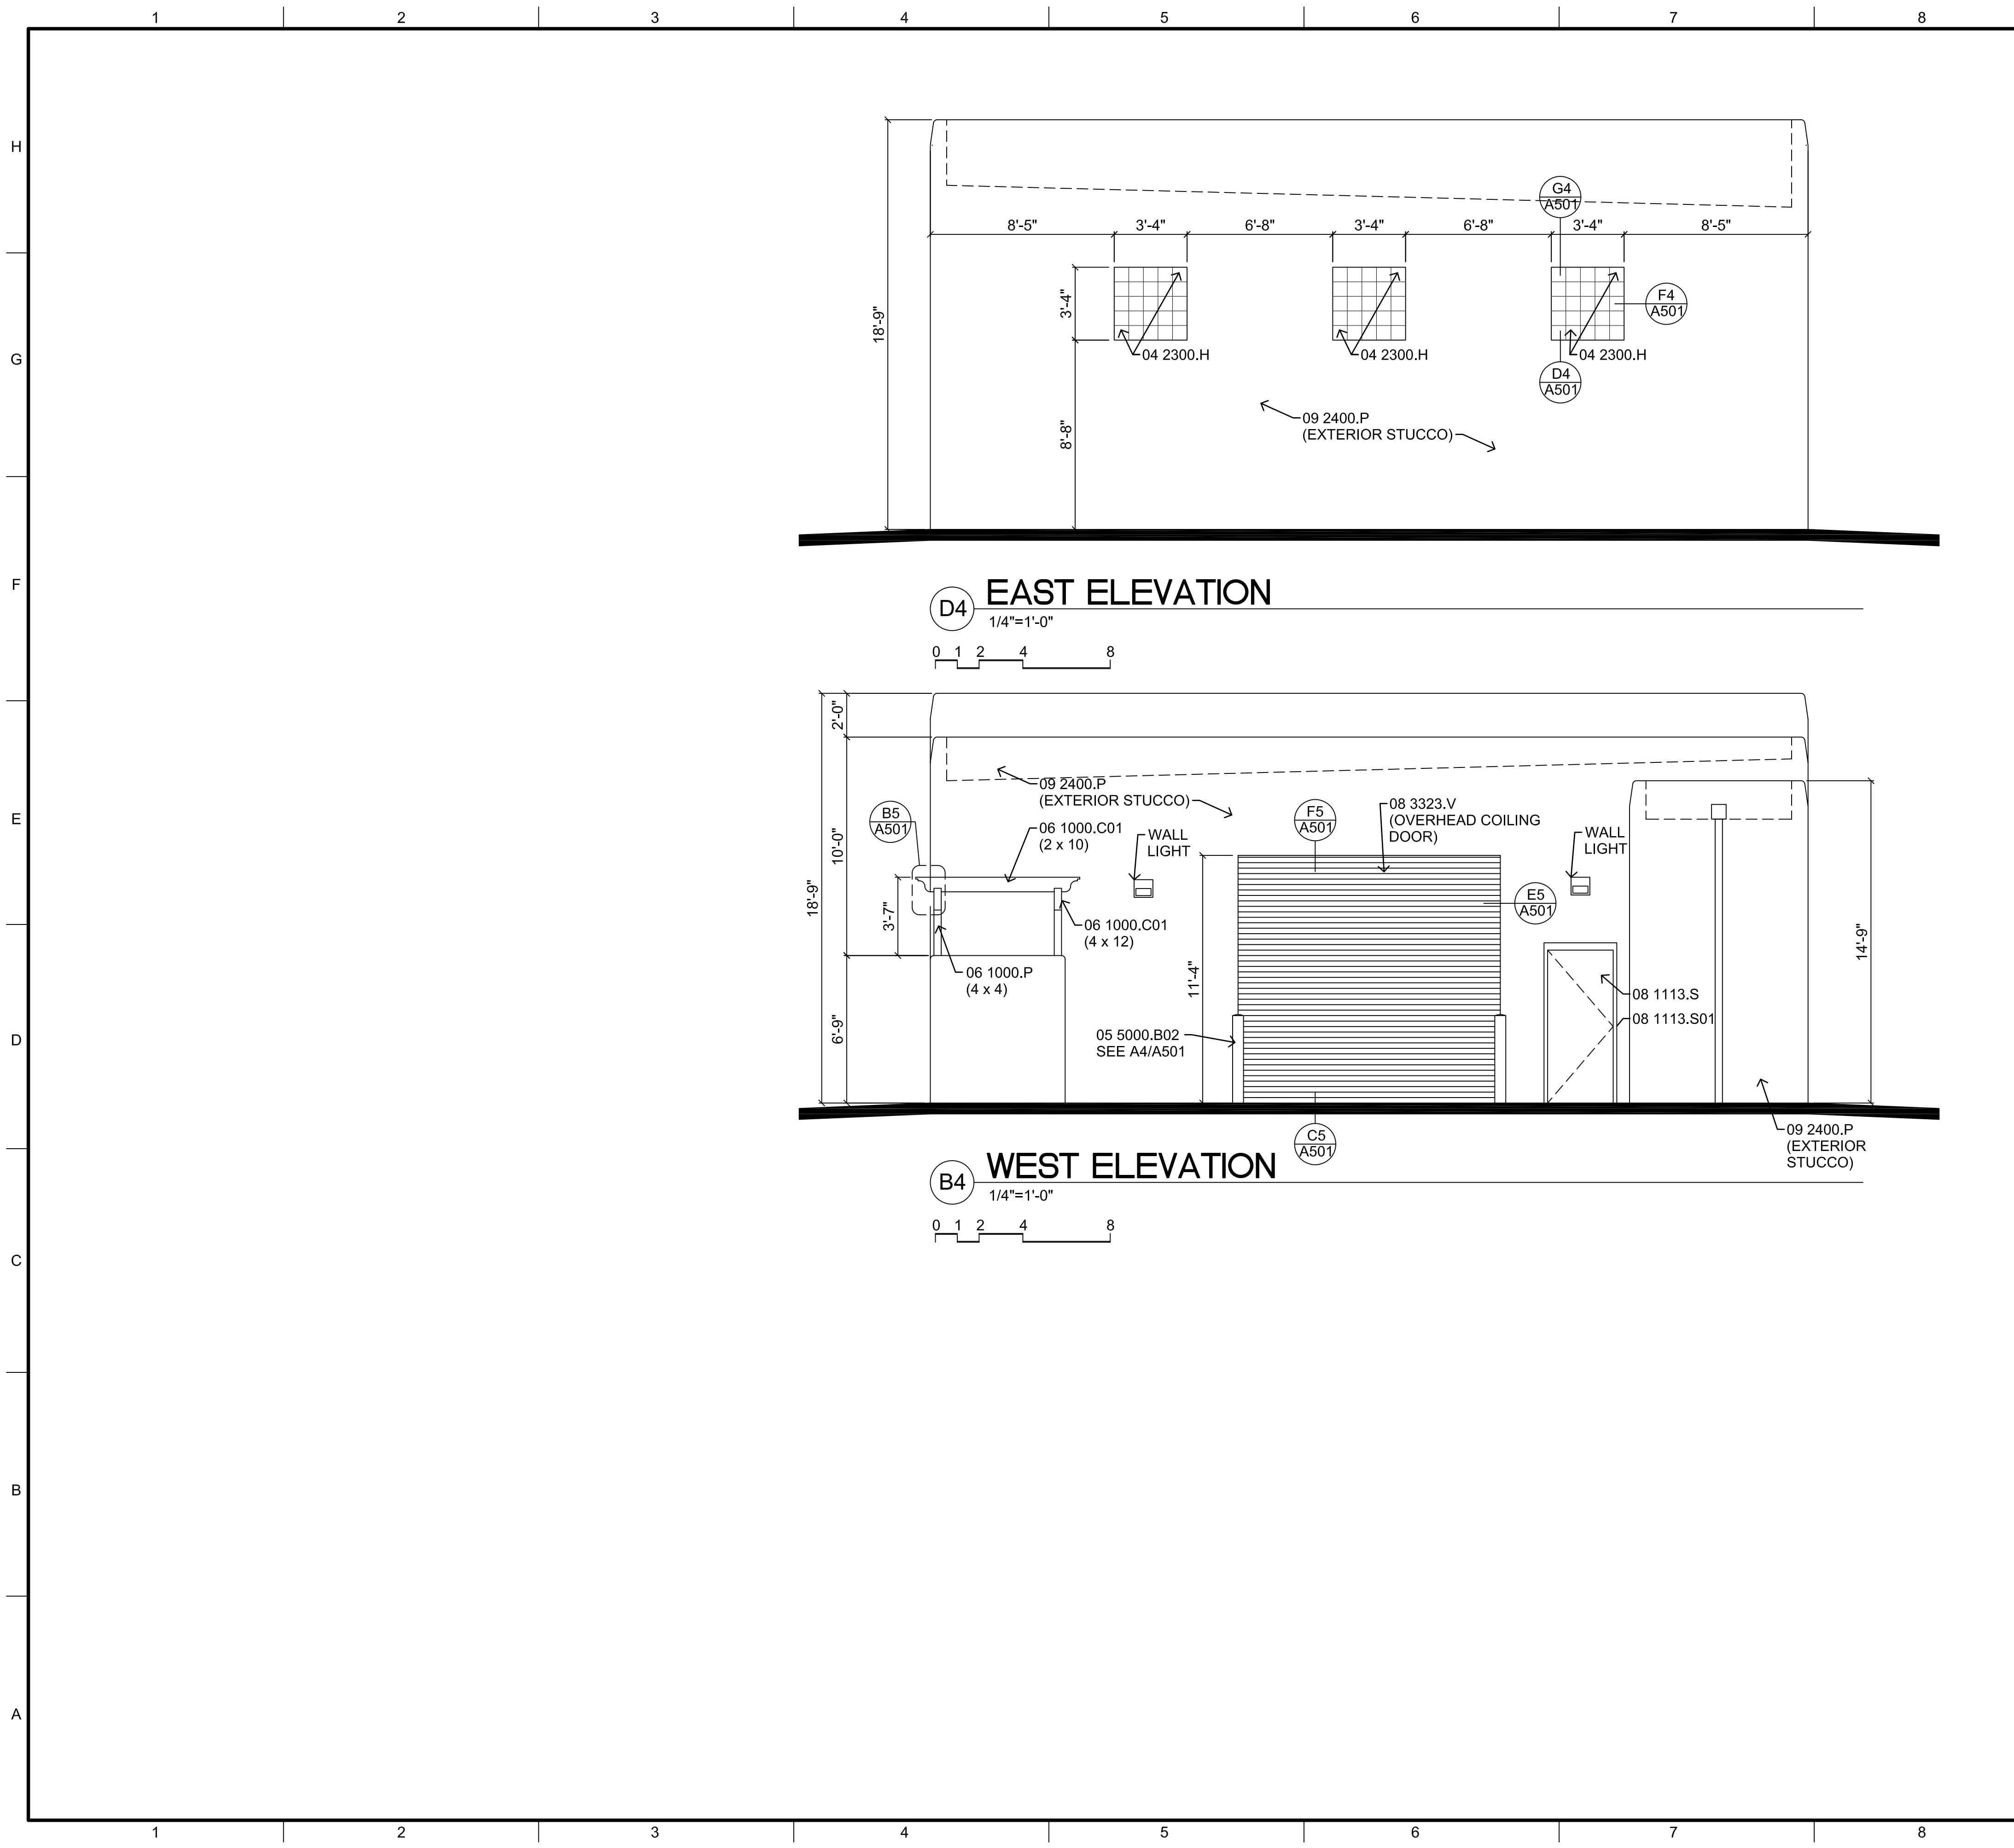 1 2 3 4 5 6 7 8
H
G
F
E
D
C
B
A
18'-9"
8'-5" 3'-4" 6'-8" 3'-4" 6'-8" 3'-4" 8'-5"
G4
A501
3'-4"
F4
A501
04 2300.H
04 2300.H
04 2300.H
D4
A501
8'-8"
09 2400.P
(EXTERIOR STUCCO)
D4 EAST ELEVATION
1/4"=1'-0"
0 1 2 4 8
18'-9"
2'-0"
10'-0"
6'-9"
3'-7"
B5
A501
09 2400.P
(EXTERIOR STUCCO)
06 1000.C01
(2 x 10)
WALL
LIGHT
F5
A501
08 3323.V
(OVERHEAD COILING
DOOR)
WALL
LIGHT
E5
A501
06 1000.C01
(4 x 12)
06 1000.P
(4 x 4)
11'-4"
14'-9"
05 5000.B02
SEE A4/A501
08 1113.S
08 1113.S01
C5
A501
09 2400.P
(EXTERIOR
STUCCO)
B4 WEST ELEVATION
1/4"=1'-0"
0 1 2 4 8
1 2 3 4 5 6 7 8